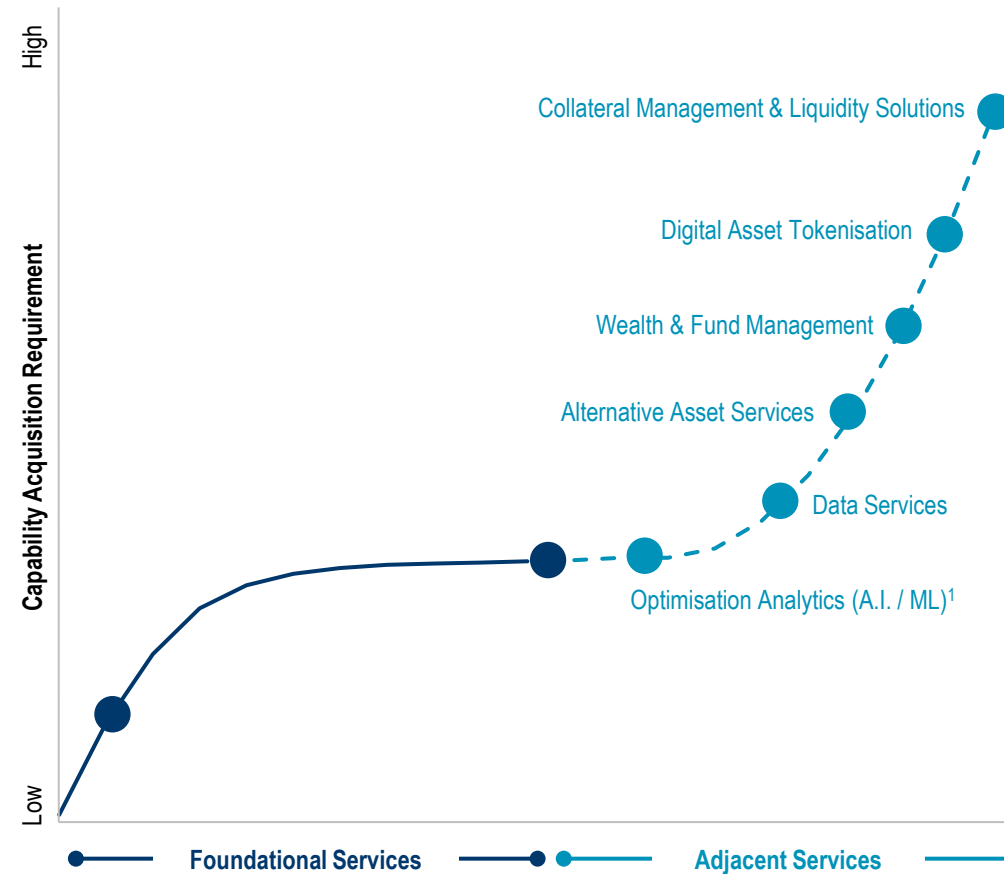 High
Collateral Management & Liquidity Solutions
Digital Asset Tokenisation
Wealth & Fund Management
Alternative Asset Services
Data Services
Optimisation Analytics (A.I. / ML)1
Capability Acquisition Requirement
Low
Foundational Services
Adjacent Services